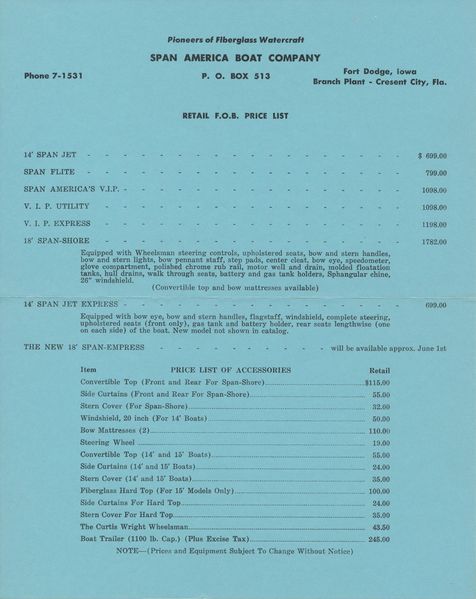 Pioneers of Fiberglass Watercraft
SPAN AMERICA BOAT COMPANY
Phone 7-1531
P. O. BOX 513
Fort Dodge, Iowa
Branch Plant - Cresent City, Fla.
RETAIL F.O.B. PRICE LIST
14' SPAN JET - - - - - - - - - - - - - - - - - $ 699.00
SPAN FLITE - - - - - - - - - - - - - - - - - 799.00
SPAN AMERICA'S V.I.P. - - - - - - - - - - - - - - - 1098.00
V. I. P. UTILITY - - - - - - - - - - - - - - - - 1098.00
V. I. P. EXPRESS - - - - - - - - - - - - - - - - 1198.00
18' SPAN-SHORE - - - - - - - - - - - - - - - - 1782.00
Equipped with Wheelsman steering controls, upholstered seats, bow and stern handles,
bow and stern lights, bow pennant staff, step pads, center cleat, bow eye, speedometer,
glove compartment, polished chrome rub rail, motor well and drain, molded floatation
tanks, hull drains, walk through seats, battery and gas tank holders, Sphangular chine,
26" windshield.
(Convertible top and bow mattresses available)
14' SPAN JET EXPRESS - - - - - - - - - - - - - - - 699.00
Equipped with bow eye, bow and stern handles, flagstaff, windshield, complete steering,
upholstered seats (front only), gas tank and battery holder, rear seats lengthwise (one
on each side) of the boat. New model not shown in catalog.
THE NEW 18' SPAN-EMPRESS - - - - - - - - - - will be available approx. June 1st
Item PRICE LIST OF ACCESSORIES Retail
Convertible Top (Front and Rear For Span-Shore) $115.00
Side Curtains (Front and Rear For Span-Shore) 55.00
Stern Cover (For Span-Shore) 32.00
Windshield, 20 inch (For 14' Boats) 50.00
Bow Mattresses (2) 110.00
Steering Wheel 19.00
Convertible Top (14' and 15' Boats) 55.00
Side Curtains (14' and 15' Boats) 24.00
Stern Cover (14' and 15' Boats) 35.00
Fiberglass Hard Top (For 15' Models Only) 100.00
Side Curtains For Hard Top 24.00
Stern Cover For Hard Top 35.00
The Curtis Wright Wheelsman 43.50
Boat Trailer (1100 lb. Cap.) (Plus Excise Tax) 245.00
NOTE—(Prices and Equipment Subject To Change Without Notice)